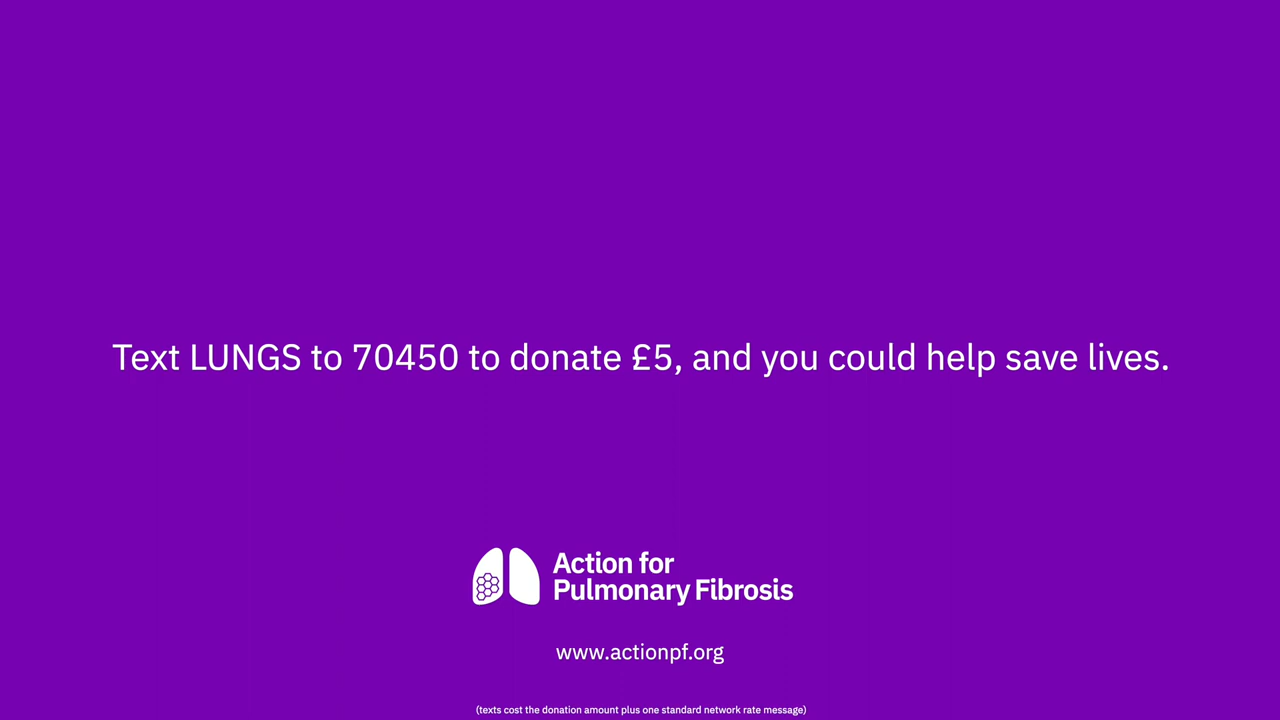 Text LUNGS to 70450 to donate £5, and you could help save lives.
Action for
Pulmonary Fibrosis
www.actionpf.org
(texts cost the donation amount plus one standard network rate message)